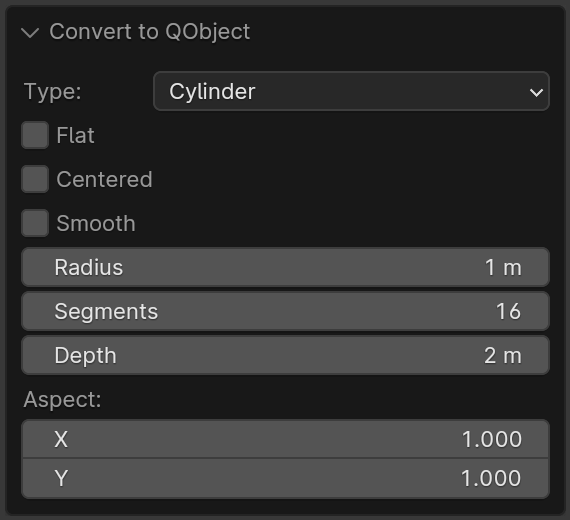 Convert to QObject
Type: Cylinder
Flat
Centered
Smooth
Radius 1 m
Segments 16
Depth 2 m
Aspect:
X 1.000
Y 1.000